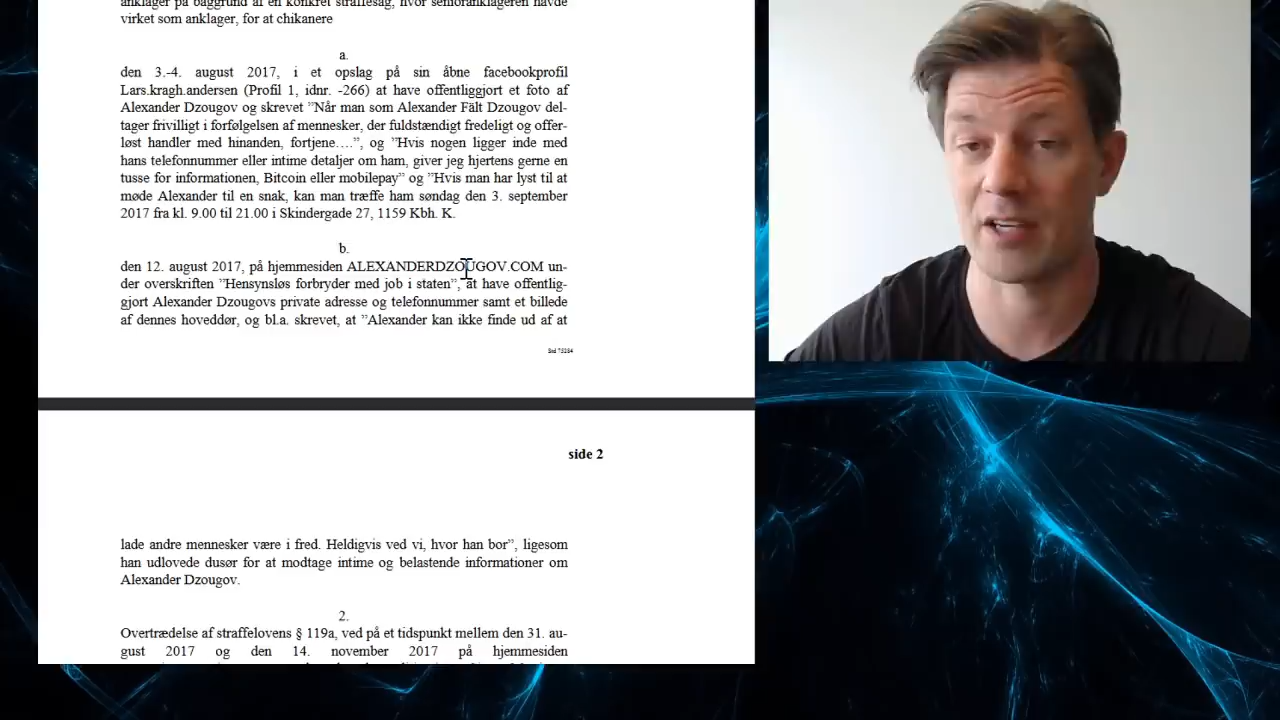 anklager på baggrund af en konkret straffesag, hvor senioranklageren havde
virket som anklager, for at chikanere
a.
den 3.-4. august 2017, i et opslag på sin åbne facebookprofil
Lars.kragh.andersen (Profil 1, idnr. -266) at have offentliggjort et foto af
Alexander Dzougov og skrevet ”Når man som Alexander Fält Dzougov del-
tager frivilligt i forfølgelsen af mennesker, der fuldstændigt fredeligt og offer-
løst handler med hinanden, fortjene….”, og ”Hvis nogen ligger inde med
hans telefonnummer eller intime detaljer om ham, giver jeg hjertens gerne en
tusse for informationen, Bitcoin eller mobilepay” og ”Hvis man har lyst til at
møde Alexander til en snak, kan man træffe ham søndag den 3. september
2017 fra kl. 9.00 til 21.00 i Skindergade 27, 1159 Kbh. K.
b.
den 12. august 2017, på hjemmesiden ALEXANDERDZOUGOV.COM un-
der overskriften ”Hensynsløs forbryder med job i staten”, at have offentlig-
gjort Alexander Dzougovs private adresse og telefonnummer samt et billede
af dennes hoveddør, og bl.a. skrevet, at ”Alexander kan ikke finde ud af at
side 2
lade andre mennesker være i fred. Heldigvis ved vi, hvor han bor”, ligesom
han udlovede dusør for at modtage intime og belastende informationer om
Alexander Dzougov.
2.
Overtrædelse af straffelovens § 119a, ved på et tidspunkt mellem den 31. au-
gust 2017 og den 14. november 2017 på hjemmesiden